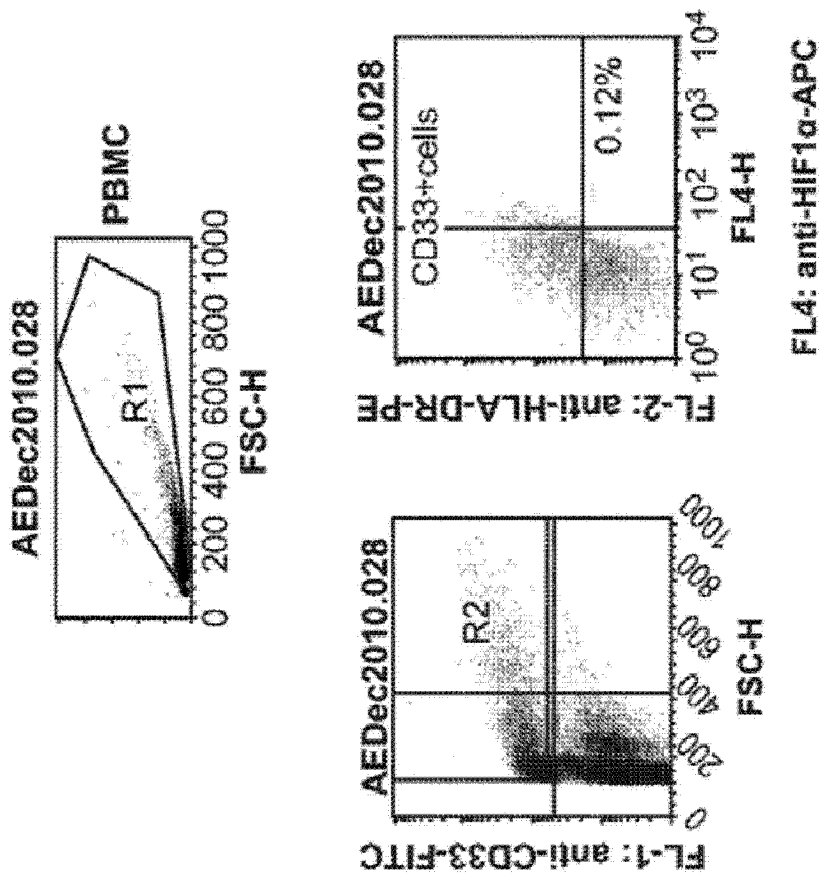 AEDec2010.028
PBMC
R1
0 200 400 600 800 1000
FSC-H
AEDec2010.028
FL-1: anti-CD33-FITC
R2
0 200 400 600 800 1000
FSC-H
AEDec2010.028
FL-2: anti-HLA-DR-PE
CD33+cells
0.12%
10⁰ 10¹ 10² 10³ 10⁴
FL4-H
FL4: anti-HIF1α-APC